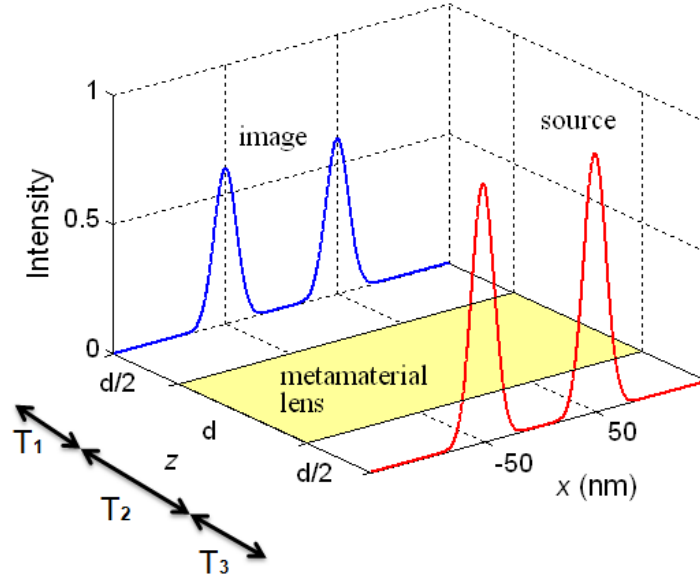 1
0.5
0
Intensity
image
source
metamaterial
lens
d/2
d
d/2
z
-50
50
x (nm)
T1
T2
T3